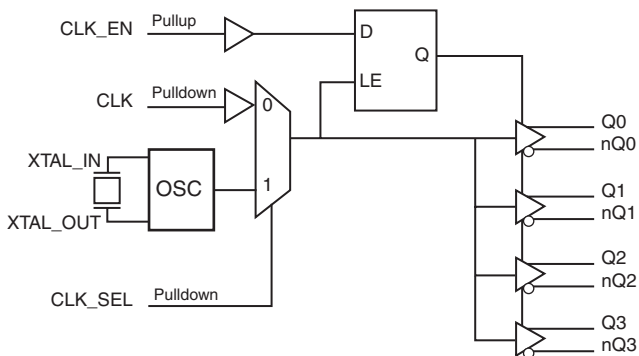 CLK_EN Pullup
D
Q
LE
CLK Pulldown
0
1
XTAL_IN
OSC
XTAL_OUT
CLK_SEL Pulldown
Q0
nQ0
Q1
nQ1
Q2
nQ2
Q3
nQ3